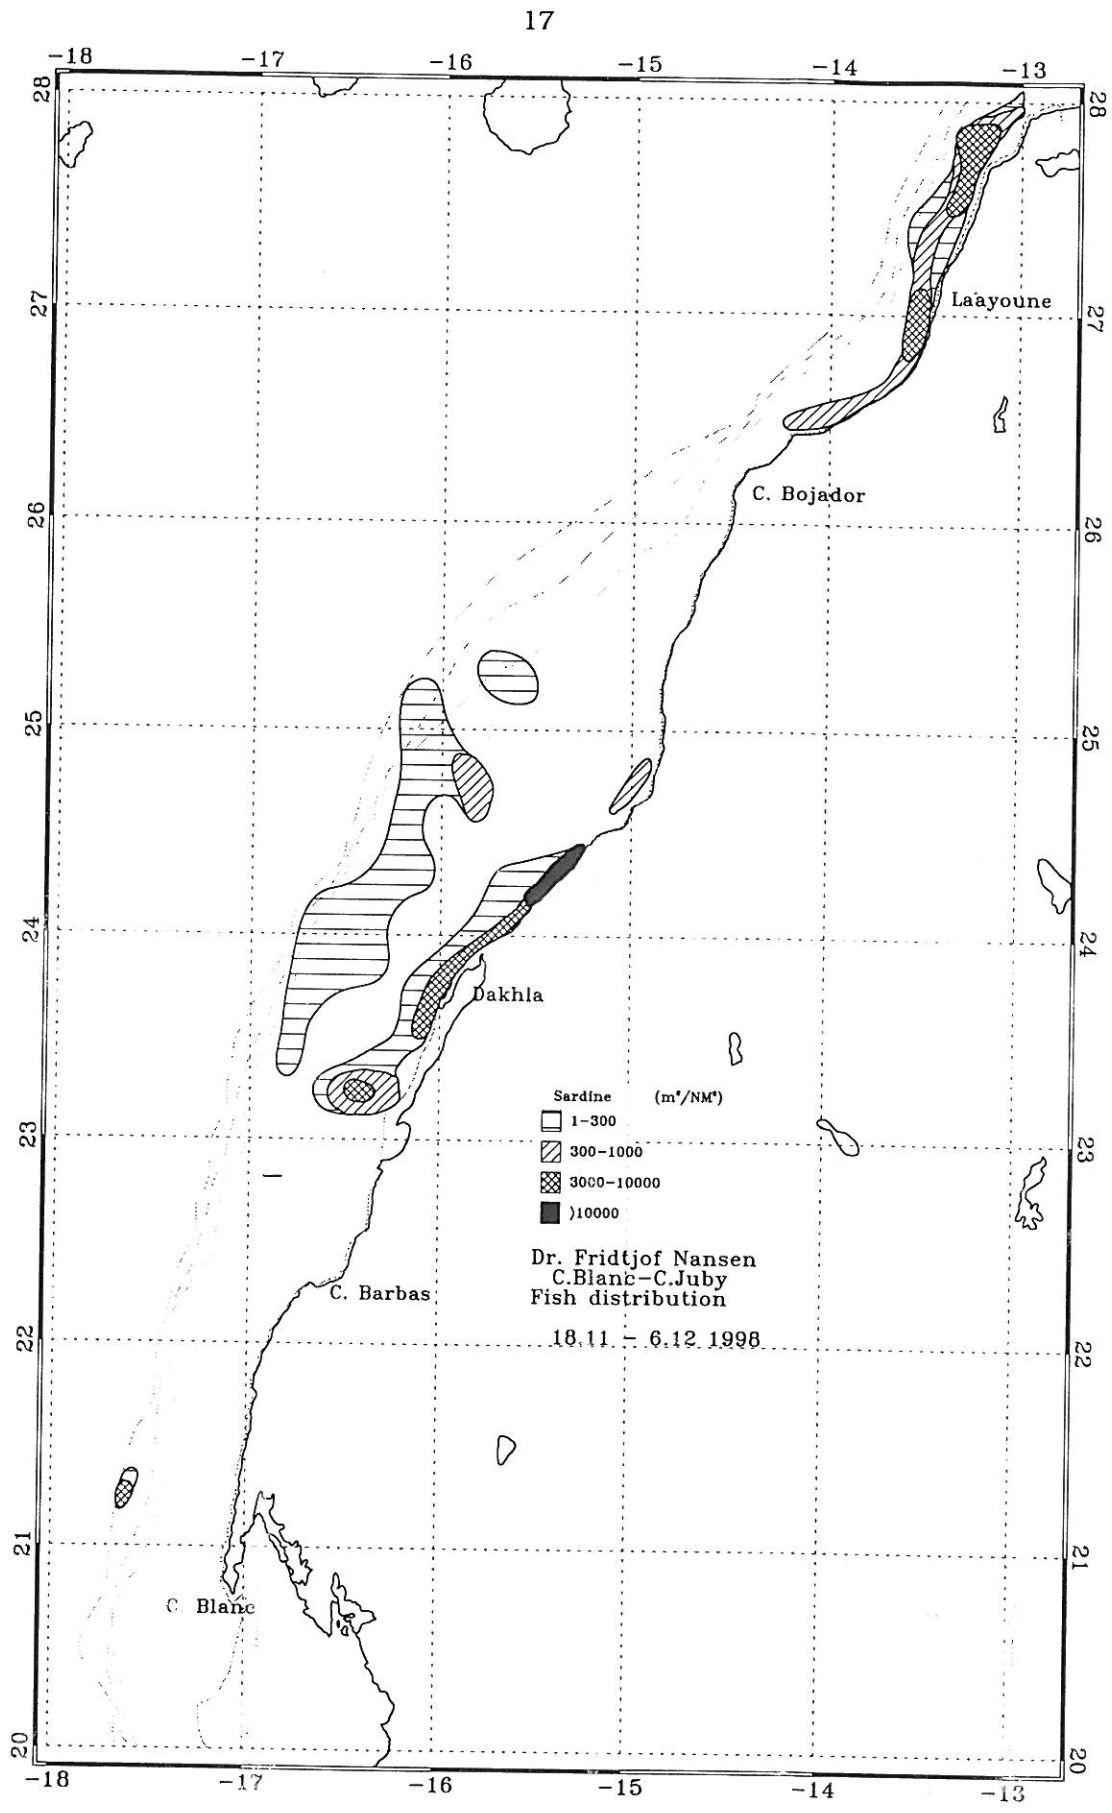 17
-18 -17 -16 -15 -14 -13
28 28
27 Laayoune 27
C. Bojador
26 26
25 25
24 24
Dakhla
Sardine (m²/NM²)
1-300
23 300-1000 23
3000-10000
)10000
Dr. Fridtjof Nansen
C.Blanc-C.Juby
C. Barbas Fish distribution
22 18.11 - 6.12 1998 22
21 21
C. Blanc
20 20
-18 -17 -16 -15 -14 -13